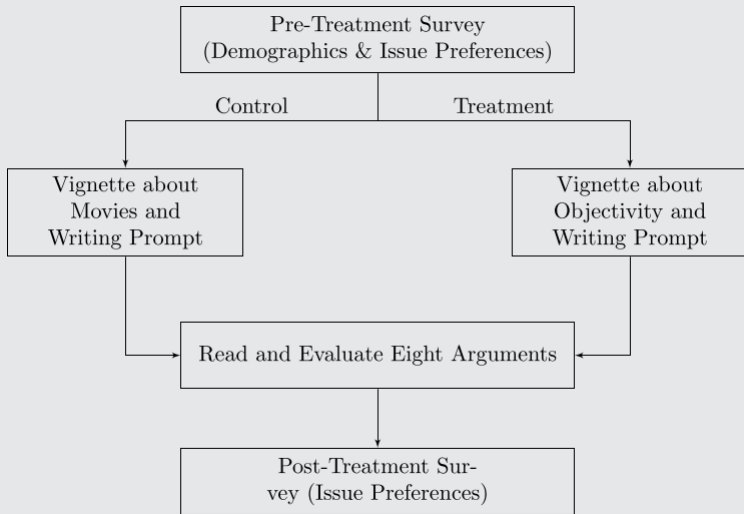 Pre-Treatment Survey
(Demographics & Issue Preferences)
Control
Treatment
Vignette about
Movies and
Writing Prompt
Vignette about
Objectivity and
Writing Prompt
Read and Evaluate Eight Arguments
Post-Treatment Sur-
vey (Issue Preferences)